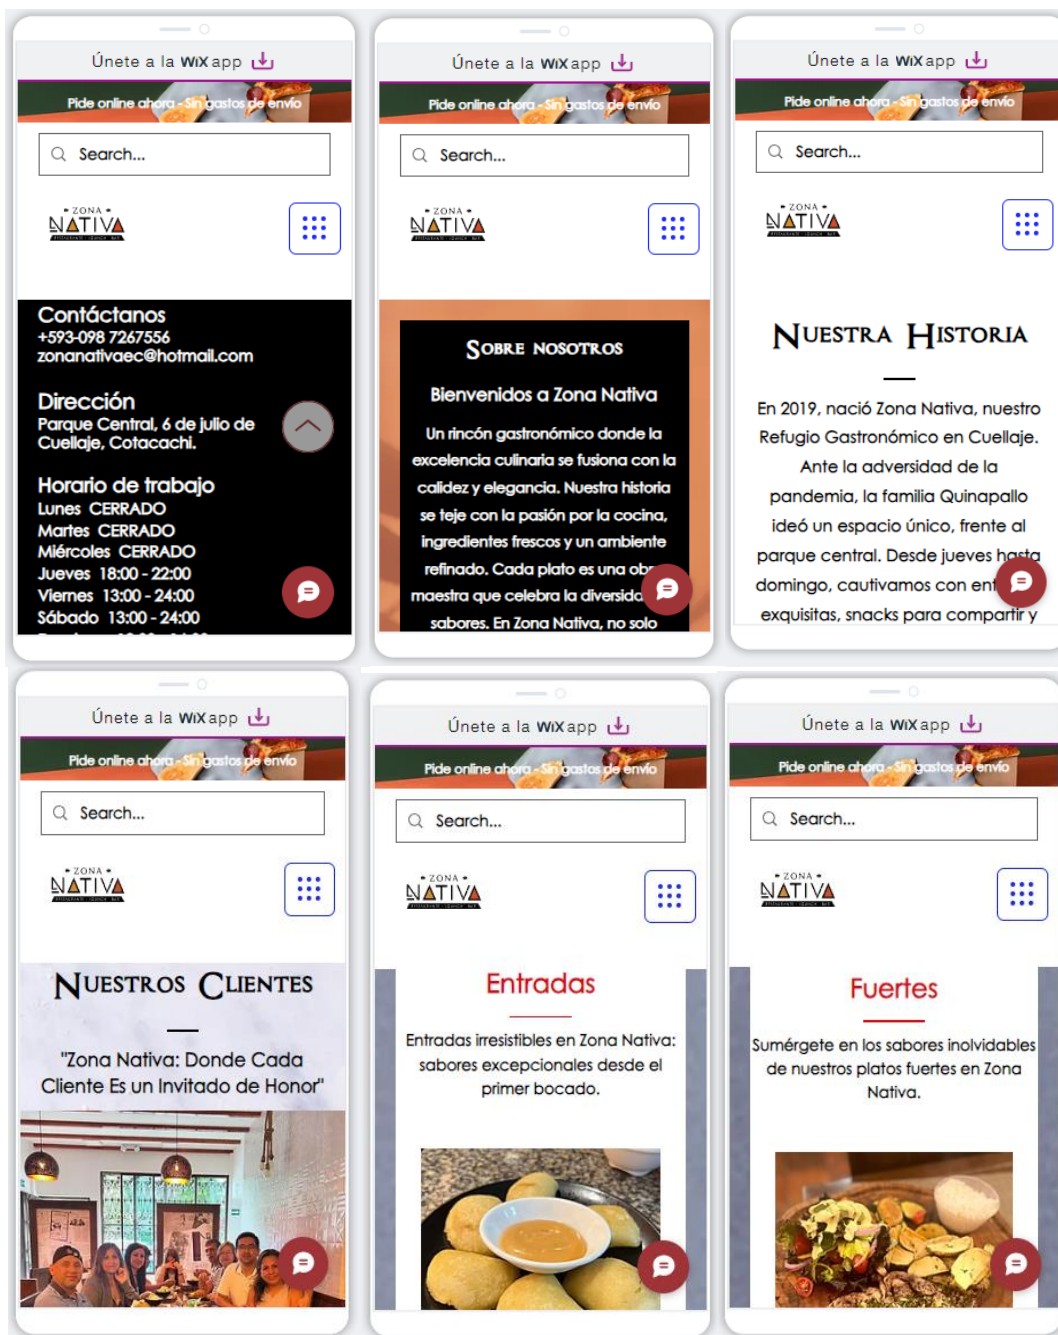 Únete a la WiX app
Pide online ahora - Sin gastos de envío
Search...
• ZONA •
NATIVA
Contáctanos
+593-098 7267556
zonanativaec@hotmail.com
Dirección
Parque Central, 6 de julio de
Cuellaje, Cotacachi.
Horario de trabajo
Lunes CERRADO
Martes CERRADO
Miércoles CERRADO
Jueves 18:00 - 22:00
Viernes 13:00 - 24:00
Sábado 13:00 - 24:00
Únete a la WiX app
Pide online ahora - Sin gastos de envío
Search...
• ZONA •
NATIVA
SOBRE NOSOTROS
Bienvenidos a Zona Nativa
Un rincón gastronómico donde la
excelencia culinaria se fusiona con la
calidez y elegancia. Nuestra historia
se teje con la pasión por la cocina,
ingredientes frescos y un ambiente
refinado. Cada plato es una
maestra que celebra la
sabores. En Zona Nativa, no solo
Únete a la WiX app
Pide online ahora - Sin gastos de envío
Search...
• ZONA •
NATIVA
NUESTRA HISTORIA
En 2019, nació Zona Nativa, nuestro
Refugio Gastronómico en Cuellaje.
Ante la adversidad de la
pandemia, la familia Quinapallo
ideó un espacio único, frente al
parque central. Desde jueves hasta
domingo, cautivamos con
exquisitas, snacks para compartir y
Únete a la WiX app
Pide online ahora - Sin gastos de envío
Search...
• ZONA •
NATIVA
NUESTROS CLIENTES
"Zona Nativa: Donde Cada
Cliente Es un Invitado de Honor"
Únete a la WiX app
Pide online ahora - Sin gastos de envío
Search...
• ZONA •
NATIVA
Entradas
Entradas irresistibles en Zona Nativa:
sabores excepcionales desde el
primer bocado.
Únete a la WiX app
Pide online ahora - Sin gastos de envío
Search...
• ZONA •
NATIVA
Fuertes
Sumérgete en los sabores inolvidables
de nuestros platos fuertes en Zona
Nativa.